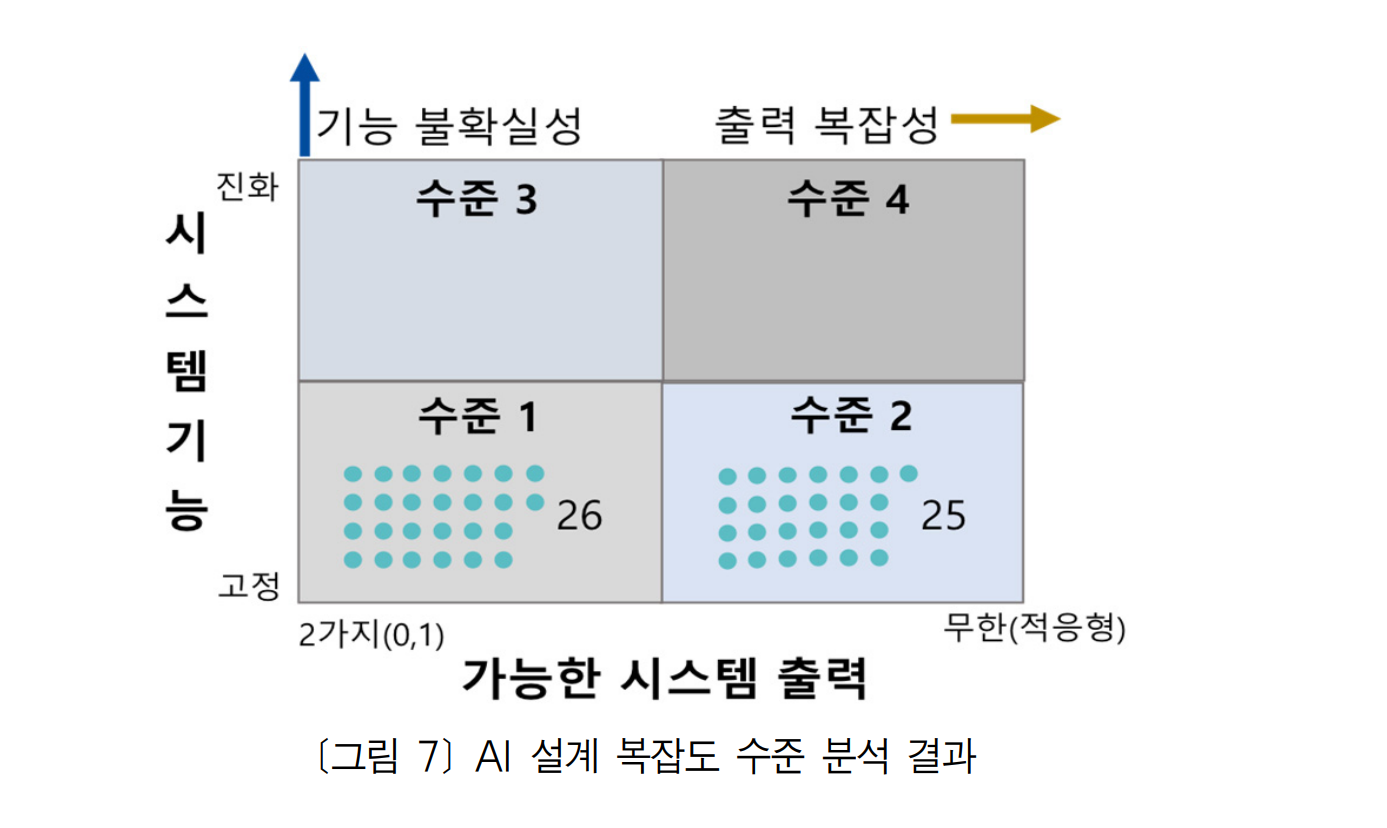 기능 불확실성
출력 복잡성
진화
수준 3
수준 4
시스템기능
수준 1
수준 2
26
25
고정
2가지(0,1)
무한(적응형)
가능한 시스템 출력
〔그림 7〕 AI 설계 복잡도 수준 분석 결과